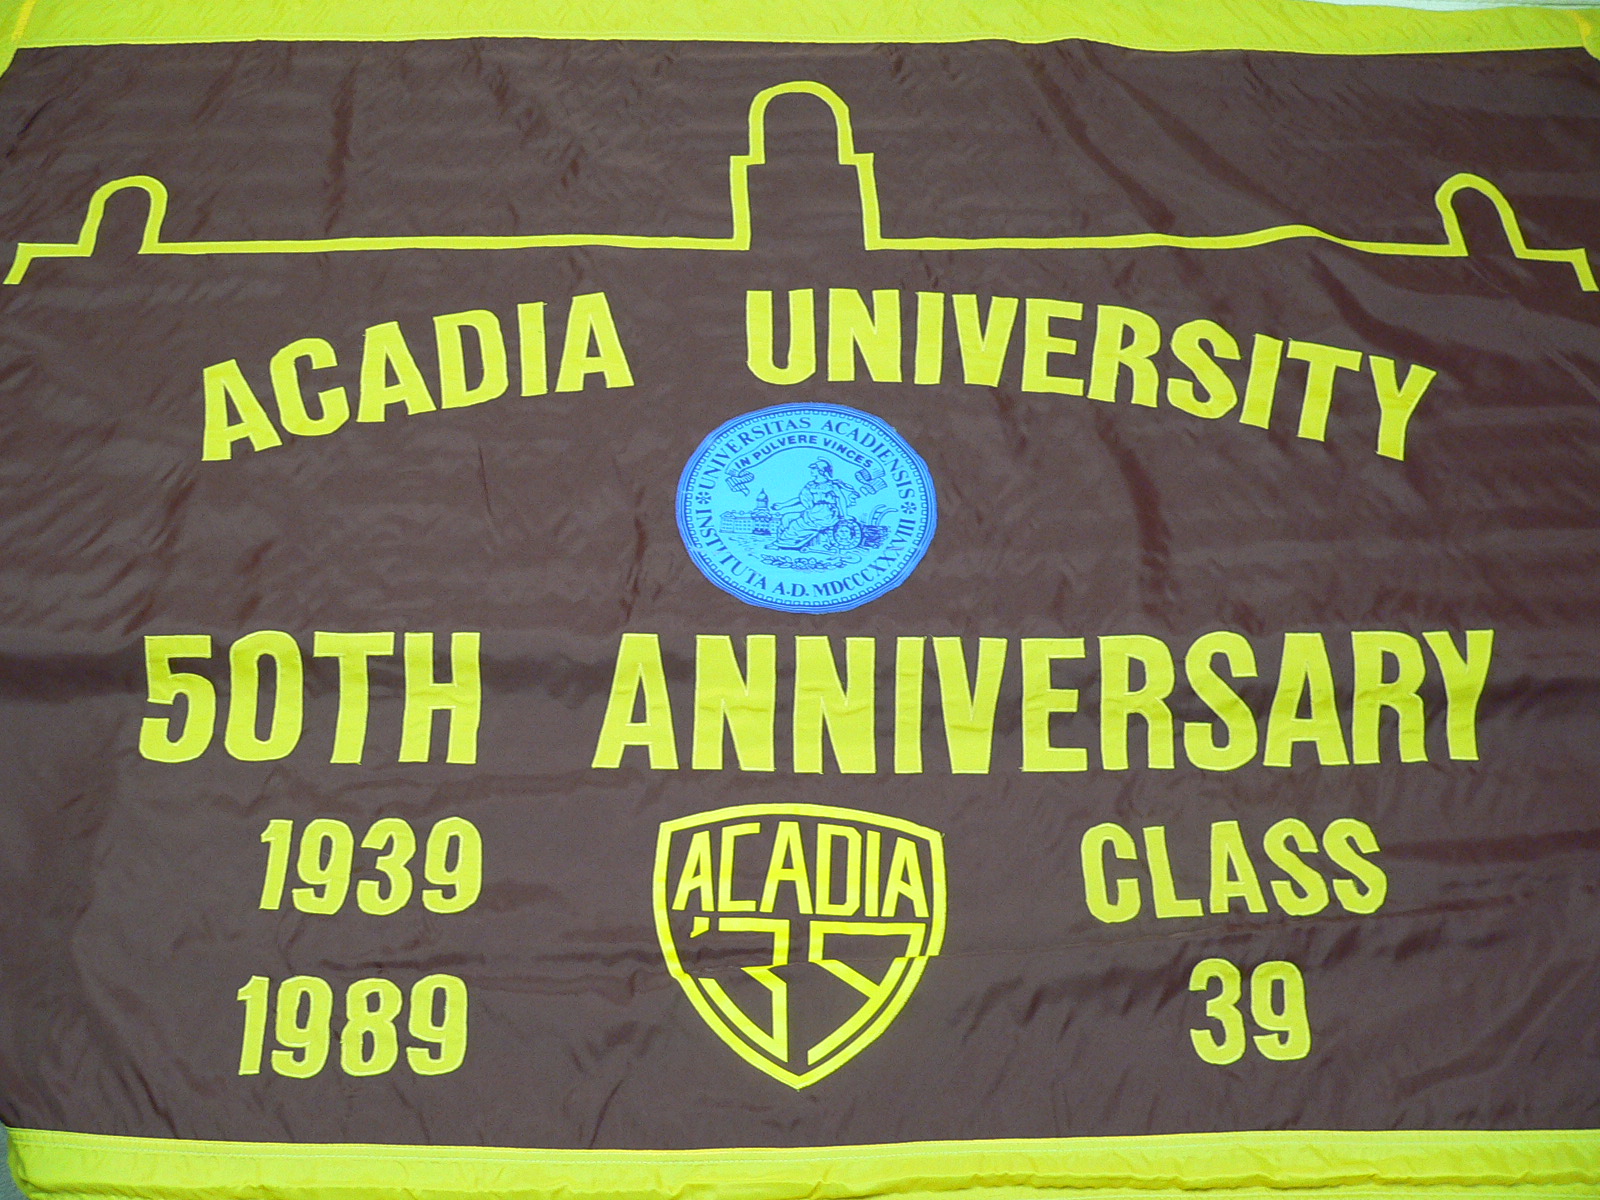 ACADIA UNIVERSITY
UNIVERSITAS ACADIENSIS
IN PULVERE VINCES
INSTITUTA A.D. MDCCCXXXVIII
50TH ANNIVERSARY
1939
ACADIA
'39
CLASS
1989
39